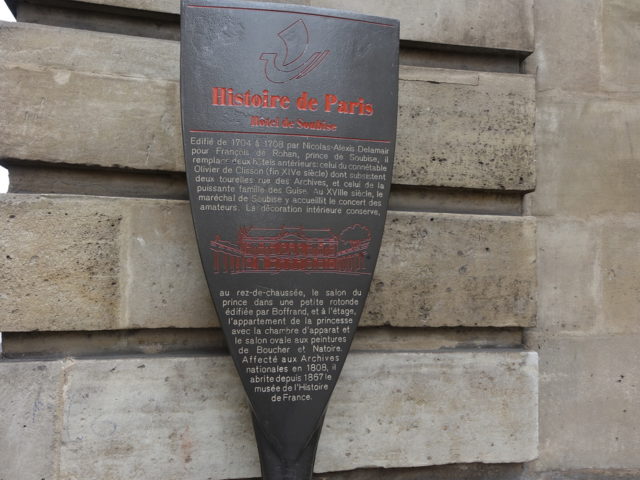 Histoire de Paris
Hôtel de Soubise
Edifié de 1704 à 1708 par Nicolas-Alexis Delamair
pour François de Rohan, prince de Soubise, il
remplace deux hôtels antérieurs: celui du connétable
Olivier de Clisson (fin XIVe siècle) dont subsistent
deux tourelles rue des Archives, et celui de la
puissante famille des Guise. Au XVIIIe siècle, le
maréchal de Soubise y accueillit le concert des
amateurs. La décoration intérieure conserve,
au rez-de-chaussée, le salon du
prince dans une petite rotonde
édifiée par Boffrand, et à l'étage,
l'appartement de la princesse
avec la chambre d'apparat et
le salon ovale aux peintures
de Boucher et Natoire.
Affecté aux Archives
nationales en 1808, il
abrite depuis 1867 le
musée de l'Histoire
de France.